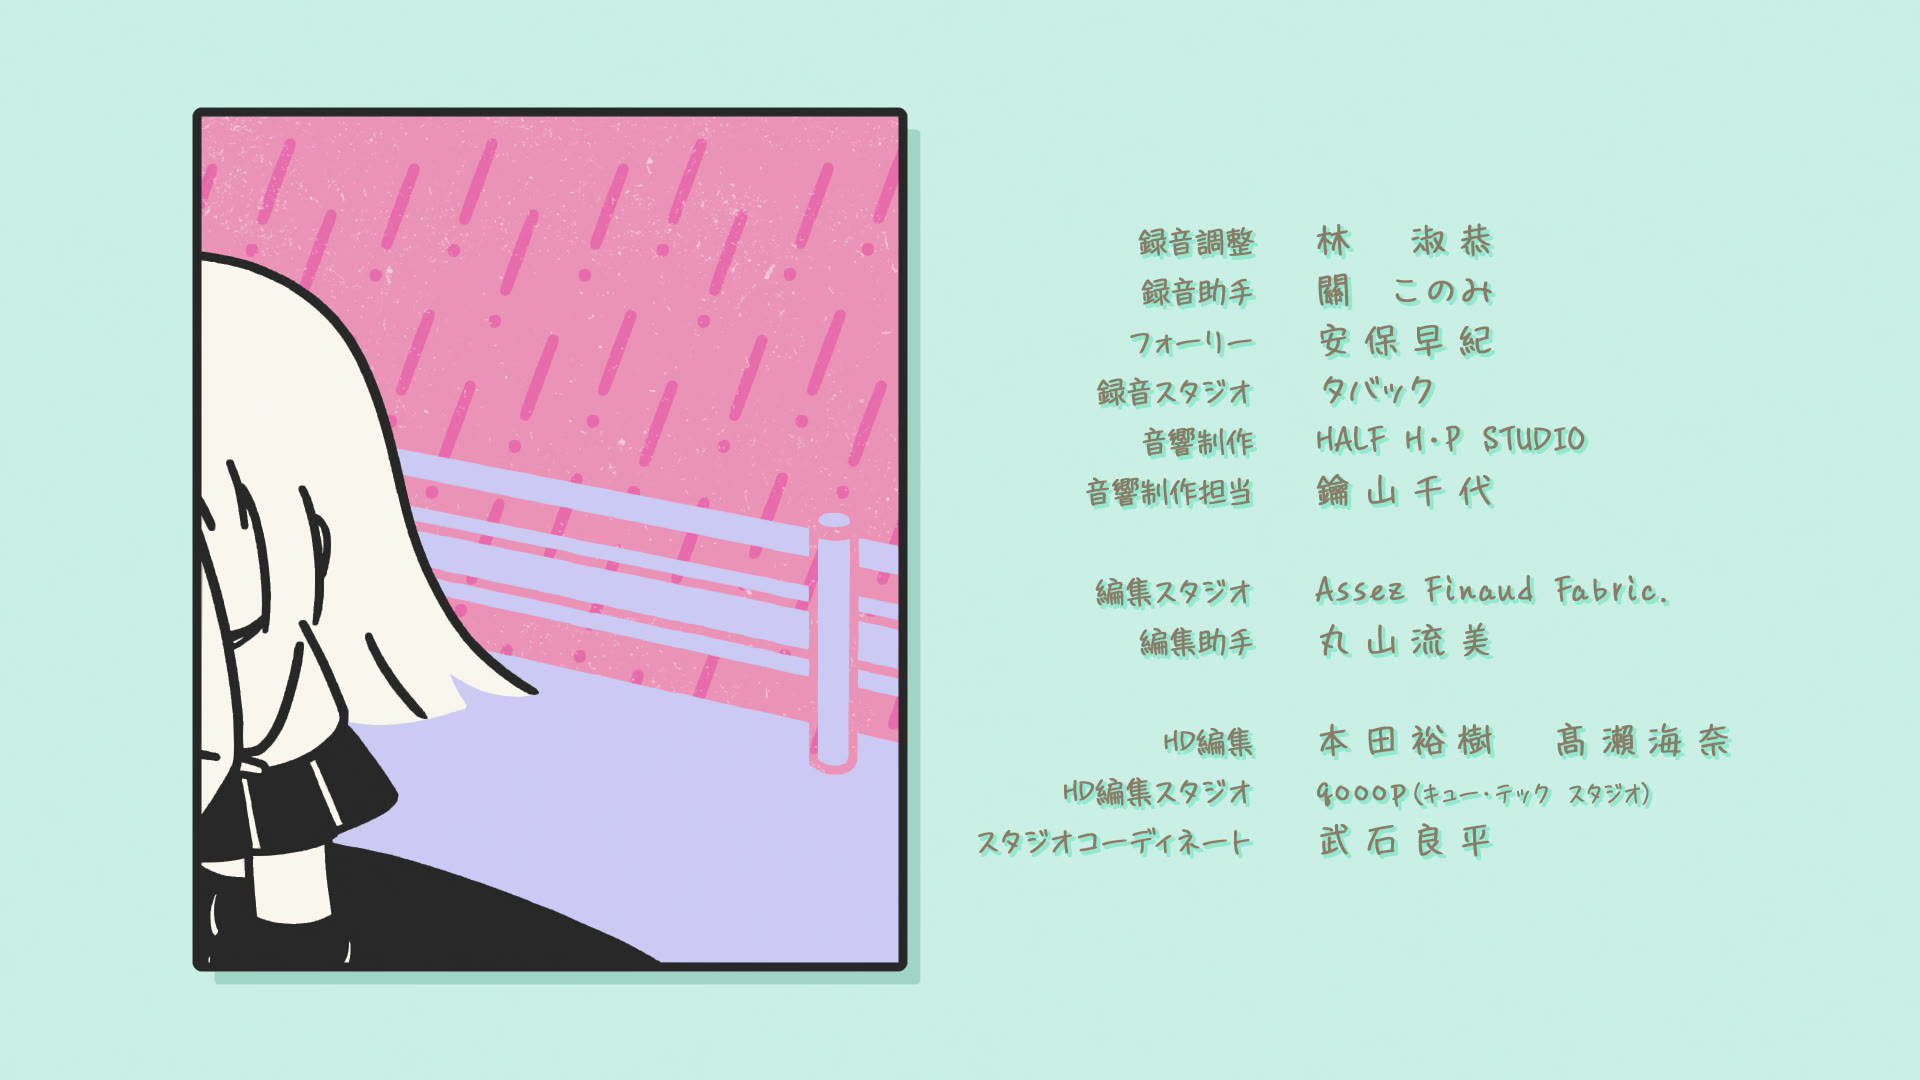 録音調整 林 淑恭
録音助手 關 このみ
フォーリー 安保早紀
録音スタジオ タバック
音響制作 HALF H・P STUDIO
音響制作担当 鑰山千代
編集スタジオ Assez Finaud Fabric.
編集助手 丸山流美
HD編集 本田裕樹 髙瀨海奈
HD編集スタジオ qooop(キュー・テック スタジオ)
スタジオコーディネート 武石良平